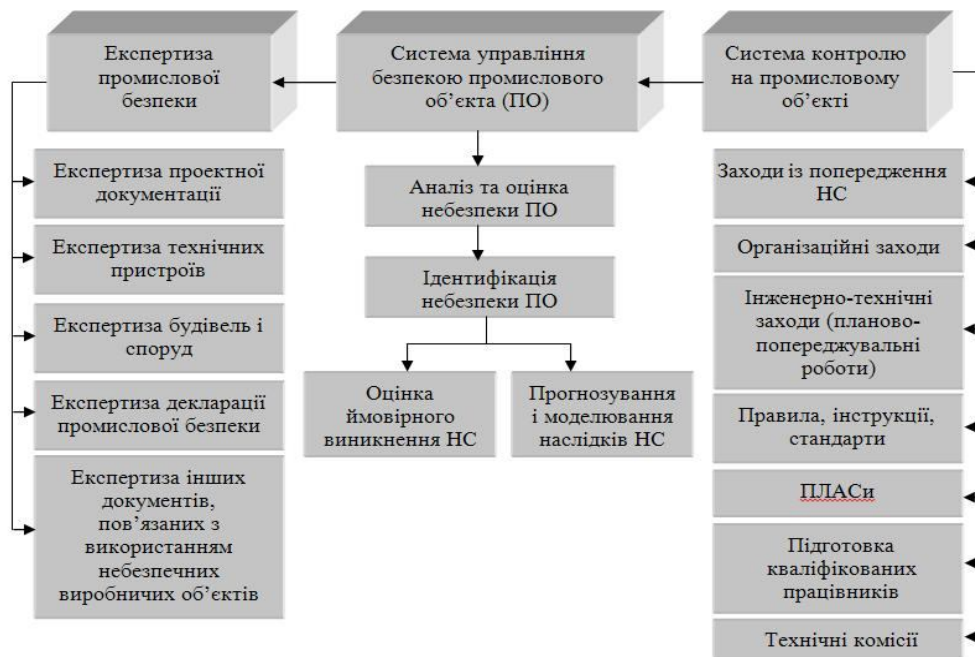 Експертиза
промислової
безпеки
Система управління
безпекою промислового
об’єкта (ПО)
Система контролю
на промисловому
об’єкті
Експертиза проектної
документації
Експертиза технічних
пристроїв
Експертиза будівель і
споруд
Експертиза декларації
промислової безпеки
Експертиза інших
документів,
пов’язаних з
використанням
небезпечних
виробничих об’єктів
Аналіз та оцінка
небезпеки ПО
Ідентифікація
небезпеки ПО
Оцінка
ймовірного
виникнення НС
Прогнозування
і моделювання
наслідків НС
Заходи із попередження
НС
Організаційні заходи
Інженерно-технічні
заходи (планово-
попереджувальні
роботи)
Правила, інструкції,
стандарти
ПЛАСи
Підготовка
кваліфікованих
працівників
Технічні комісії